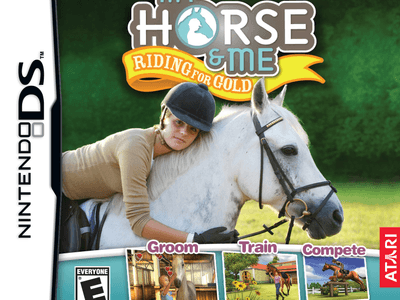 HORSE
& ME
RIDING FOR GOLD
NINTENDO DS
Groom Train Compete
EVERYONE
E
ATARI